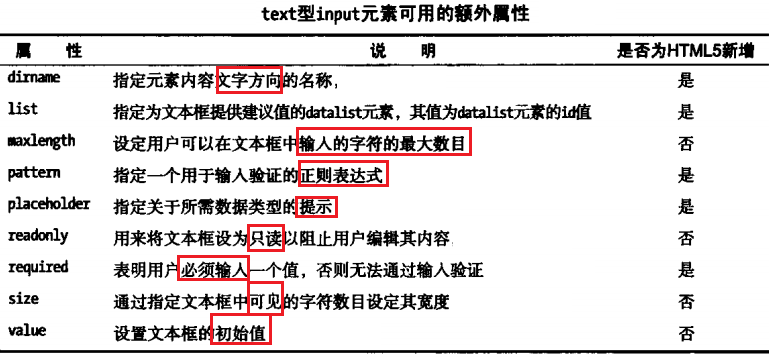 text型input元素可用的额外属性
属 性 说 明 是否为HTML5新增
dirname 指定元素内容文字方向的名称, 是
list 指定为文本框提供建议值的datalist元素，其值为datalist元素的id值 是
maxlength 设定用户可以在文本框中输入的字符的最大数目 否
pattern 指定一个用于输入验证的正则表达式 是
placeholder 指定关于所需数据类型的提示 是
readonly 用来将文本框设为只读以阻止用户编辑其内容 否
required 表明用户必须输入一个值，否则无法通过输入验证 是
size 通过指定文本框中可见的字符数目设定其宽度 否
value 设置文本框的初始值 否